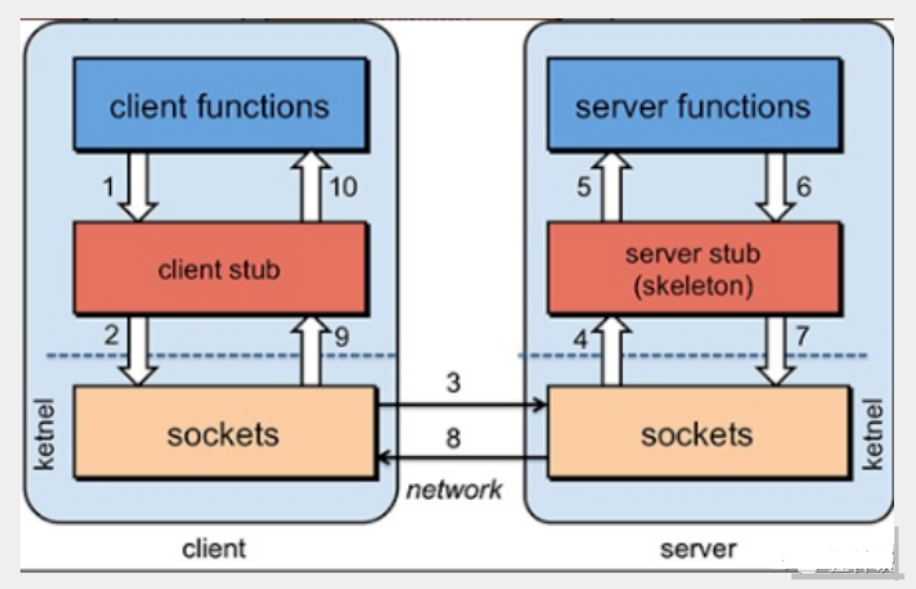 client functions
server functions
1
10
5
6
client stub
server stub
(skeleton)
2
9
4
7
ketnel
sockets
3
8
network
sockets
ketnel
client
server